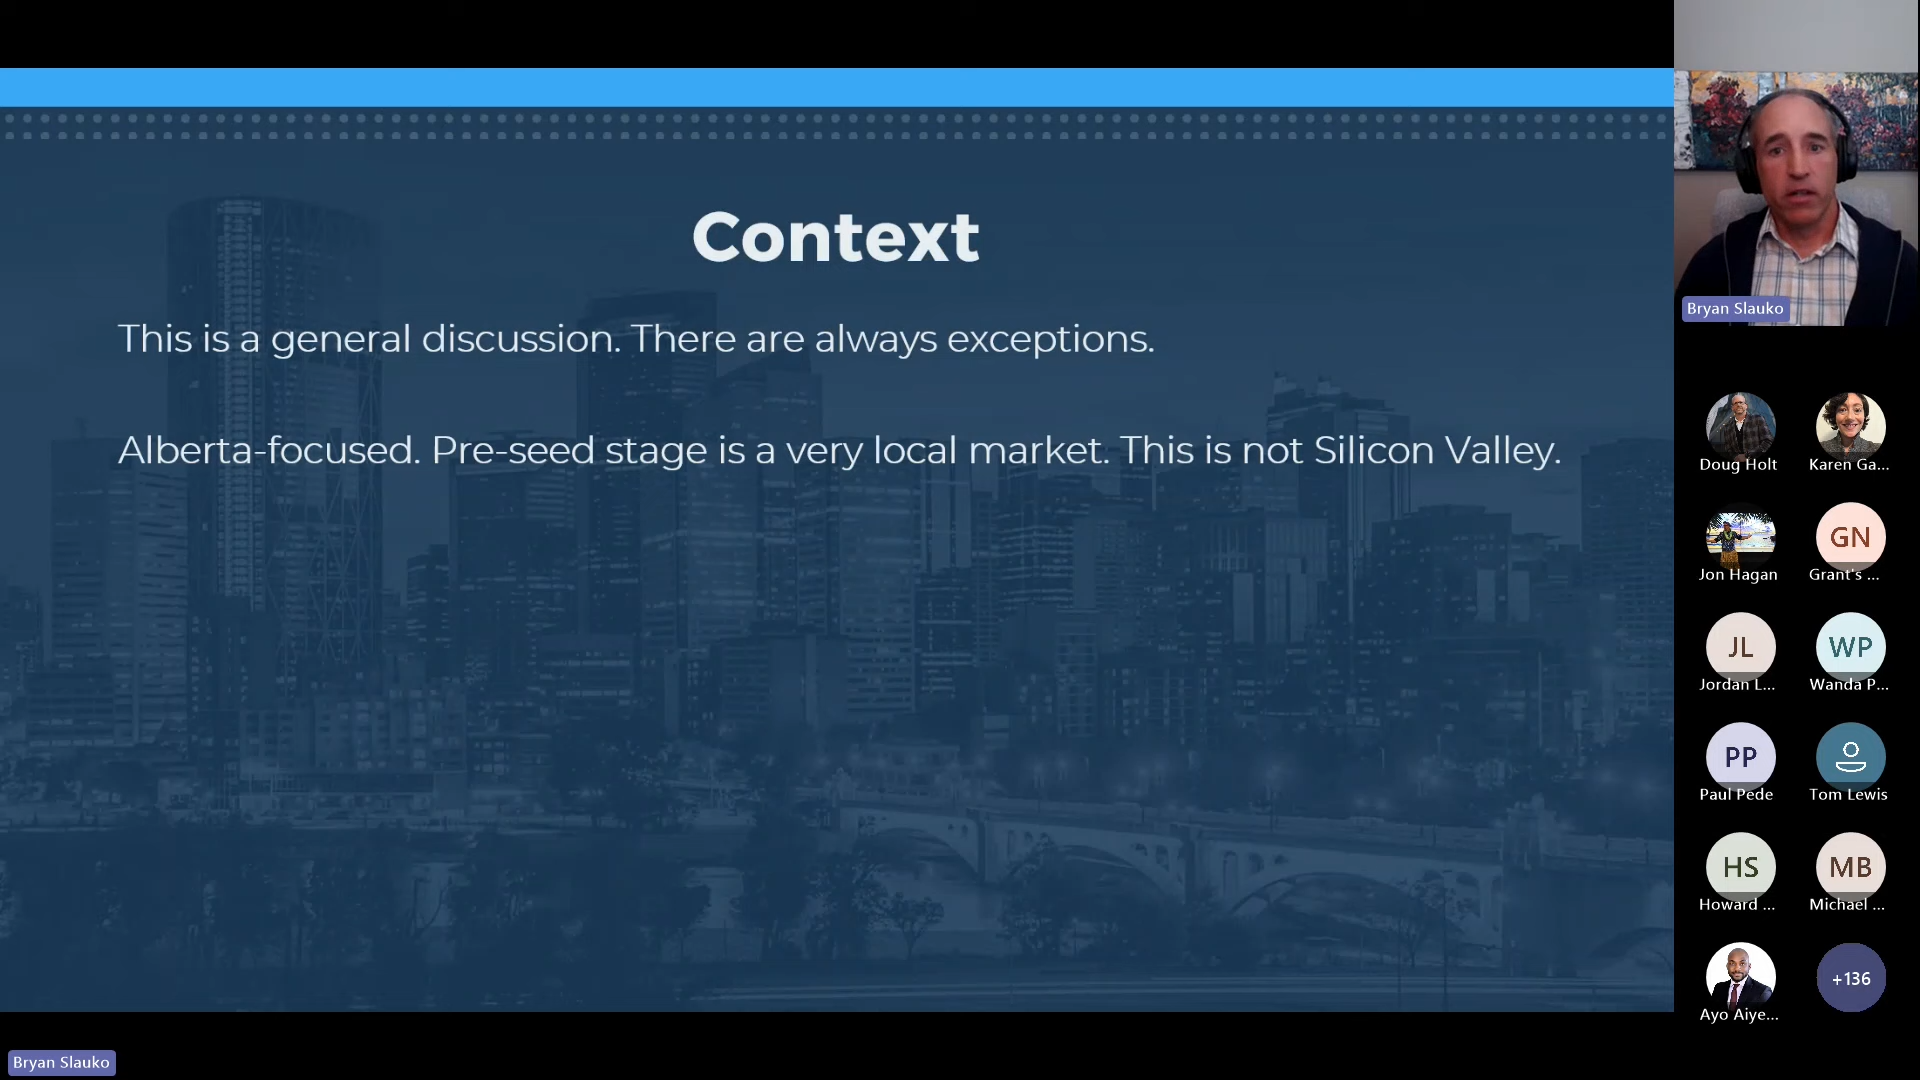 Context
This is a general discussion. There are always exceptions.
Alberta-focused. Pre-seed stage is a very local market. This is not Silicon Valley.
Bryan Slauko
Doug Holt
Karen Ga...
Jon Hagan
GN
Grant's ...
JL
Jordan L...
WP
Wanda P...
PP
Paul Pede
Tom Lewis
HS
Howard ...
MB
Michael ...
Ayo Aiye...
+136
Bryan Slauko